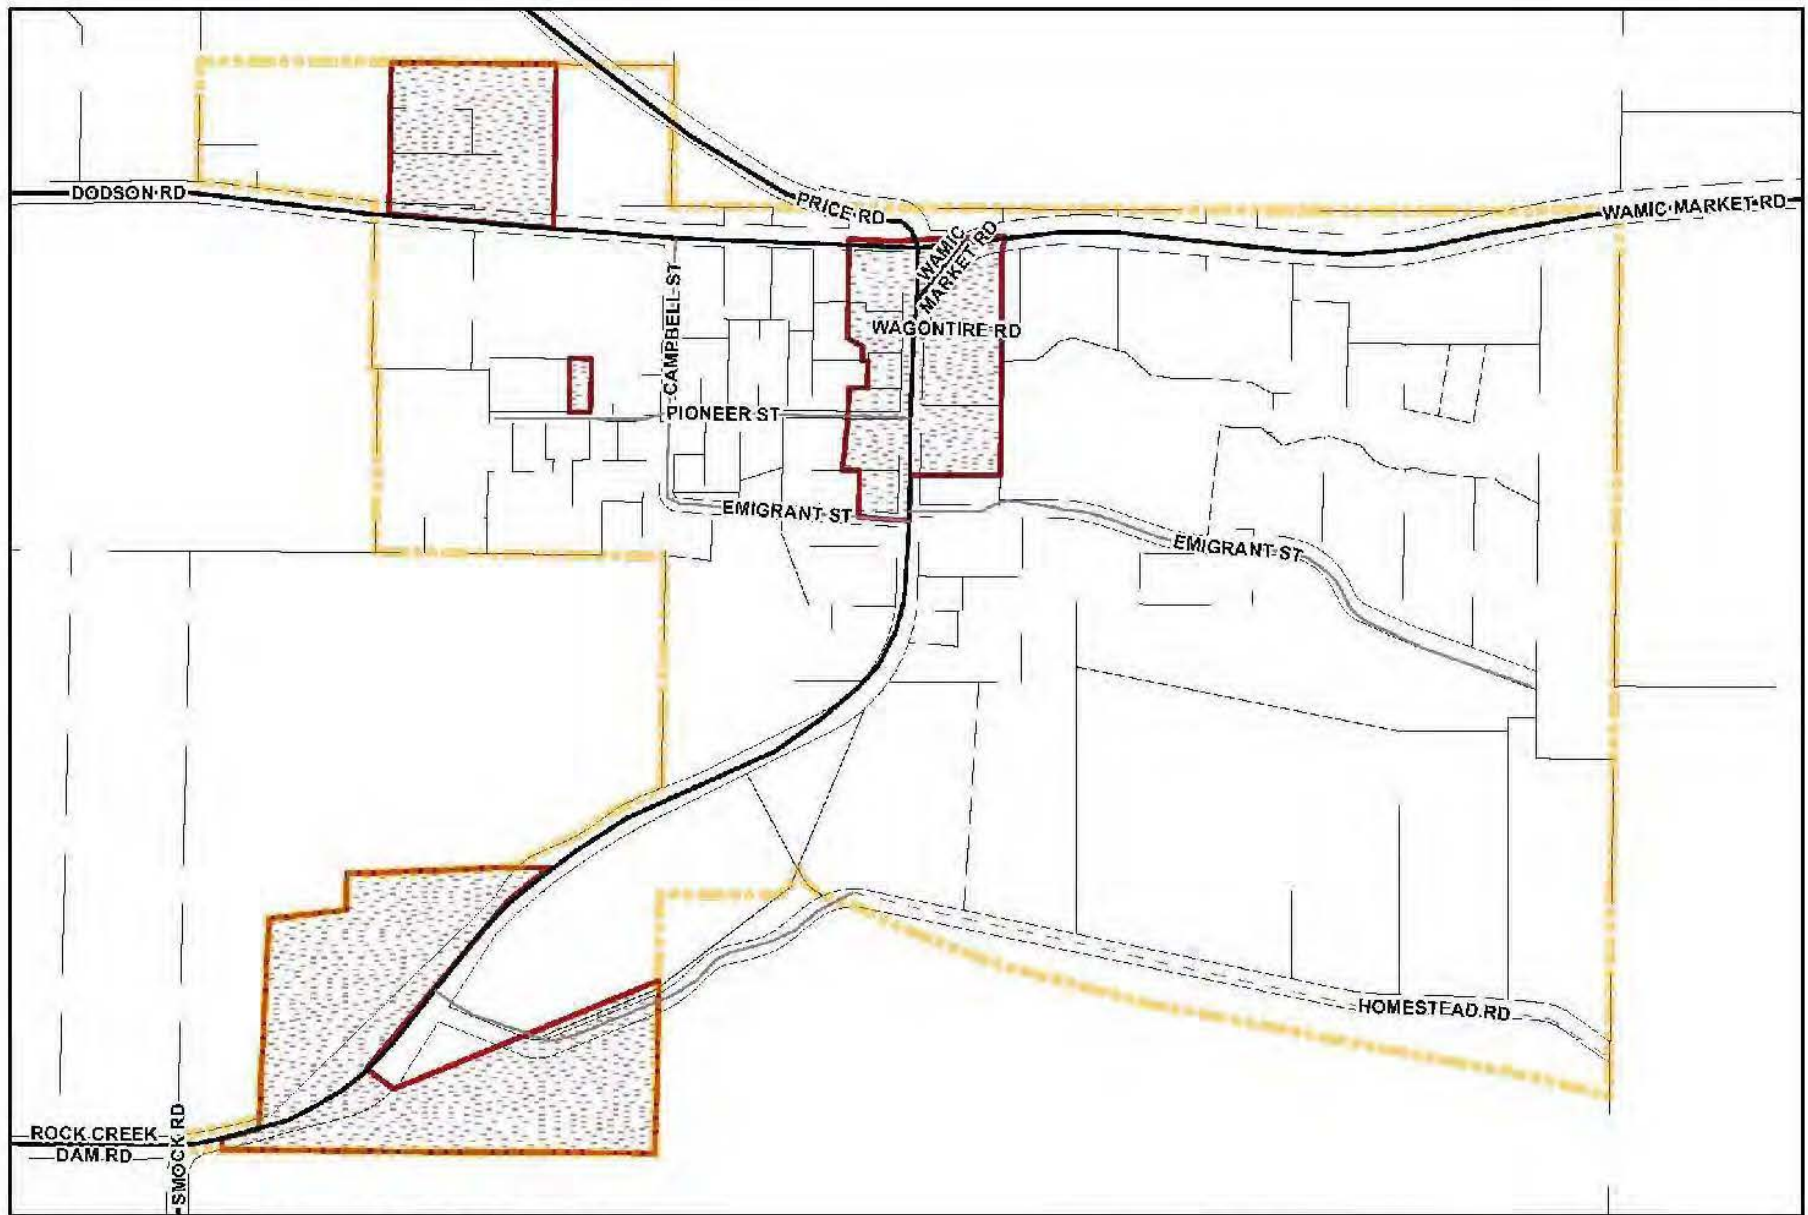 DODSON RD
PRICE RD
WAMIC MARKET RD
WAMIC
MARKET RD
CAMPBELL ST
WAGONTIRE RD
PIONEER ST
EMIGRANT ST
EMIGRANT ST
HOMESTEAD RD
ROCK CREEK
DAM RD
SMOCK RD